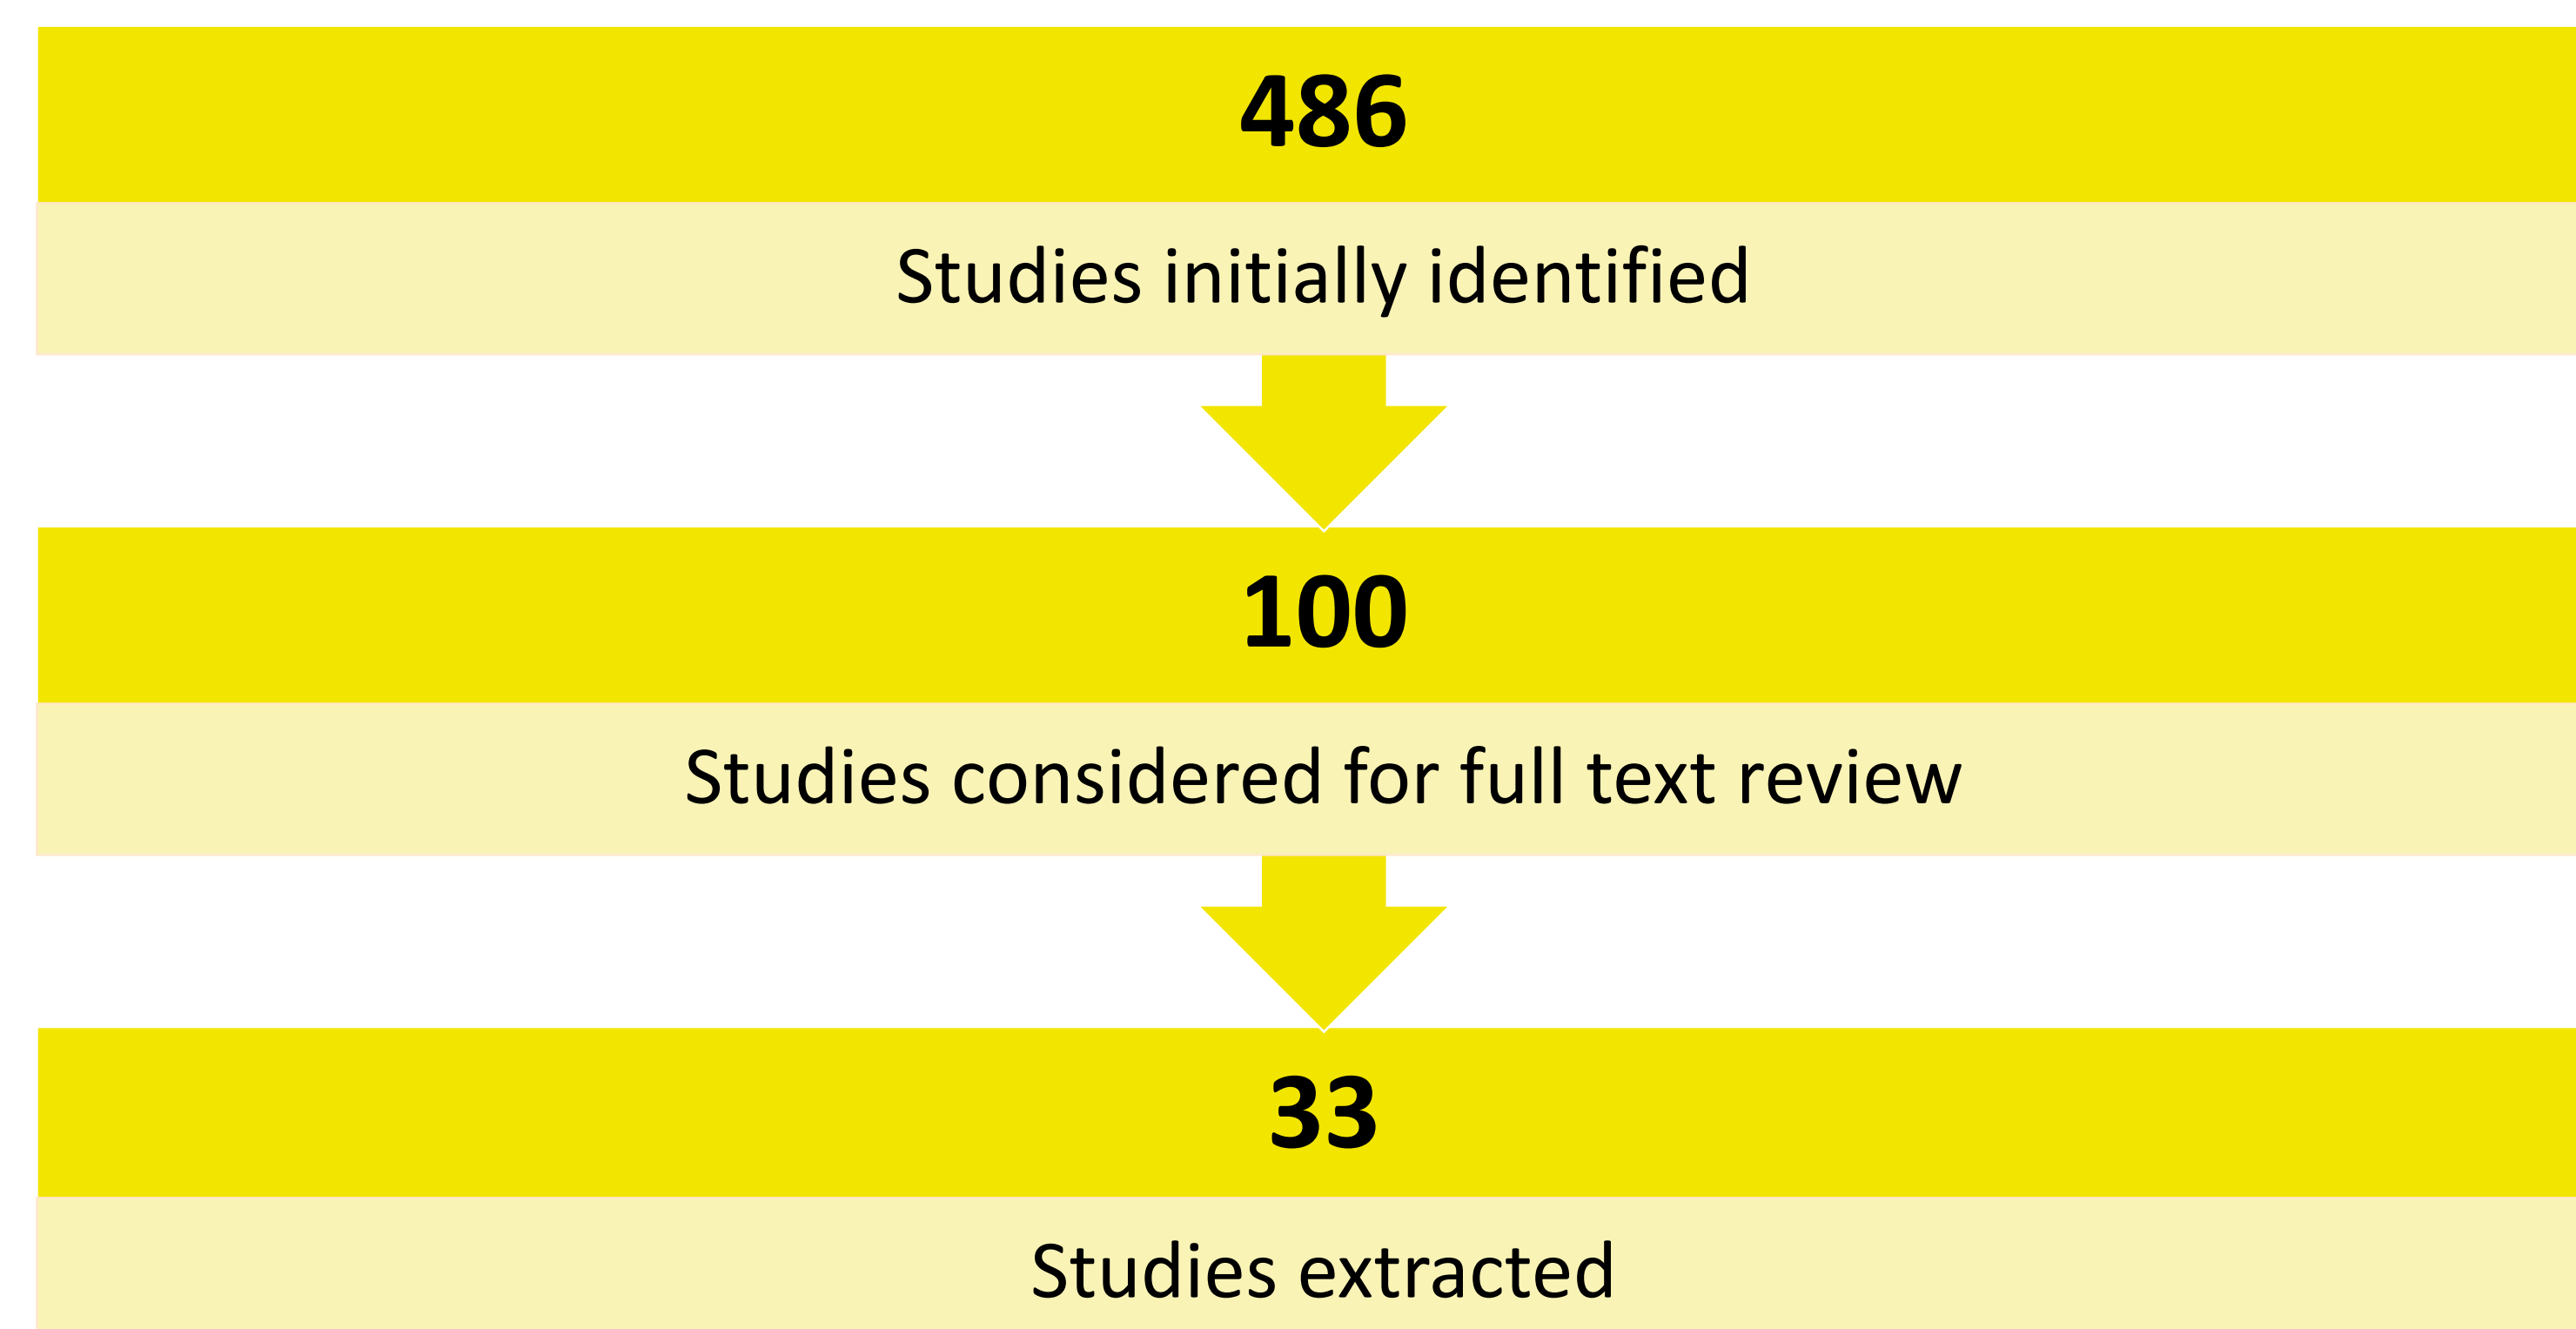 486
Studies initially identified
100
Studies considered for full text review
33
Studies extracted